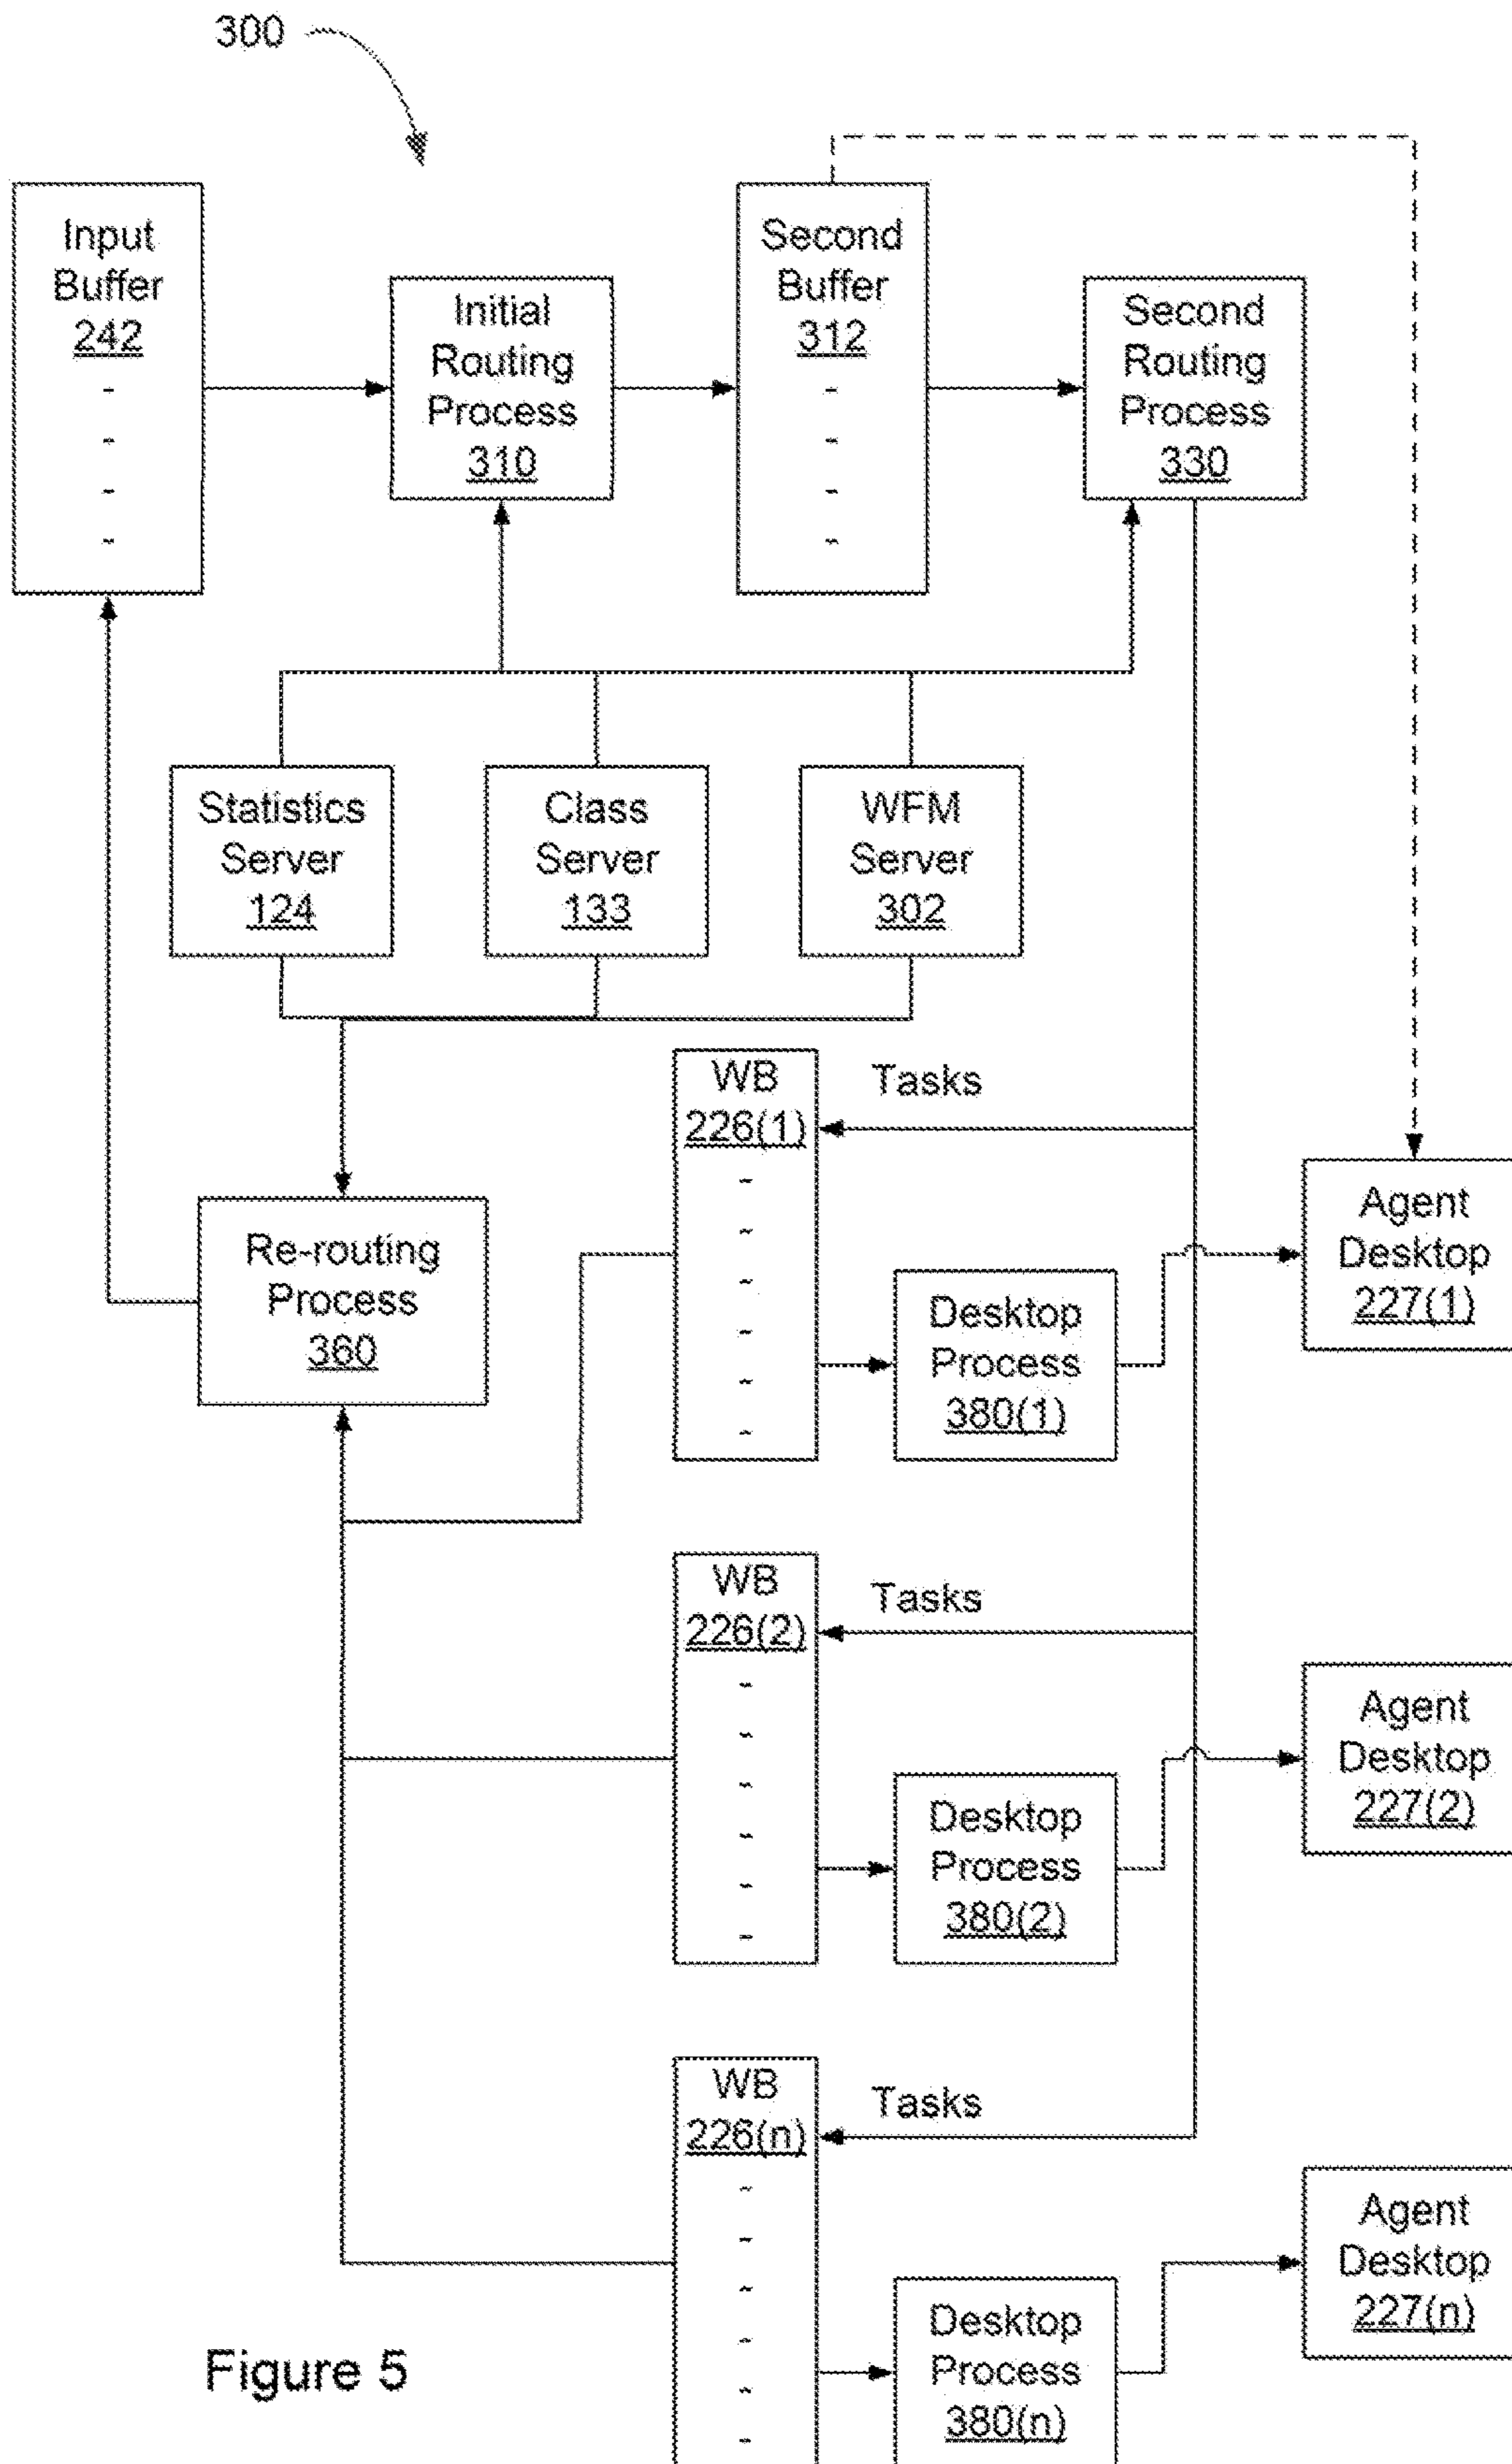 300
Input
Buffer
242
Initial
Routing
Process
310
Second
Buffer
312
Second
Routing
Process
330
Statistics
Server
124
Class
Server
133
WFM
Server
302
Re-routing
Process
360
WB
226(1)
Tasks
Desktop
Process
380(1)
Agent
Desktop
227(1)
WB
226(2)
Tasks
Desktop
Process
380(2)
Agent
Desktop
227(2)
WB
226(n)
Tasks
Desktop
Process
380(n)
Agent
Desktop
227(n)
Figure 5